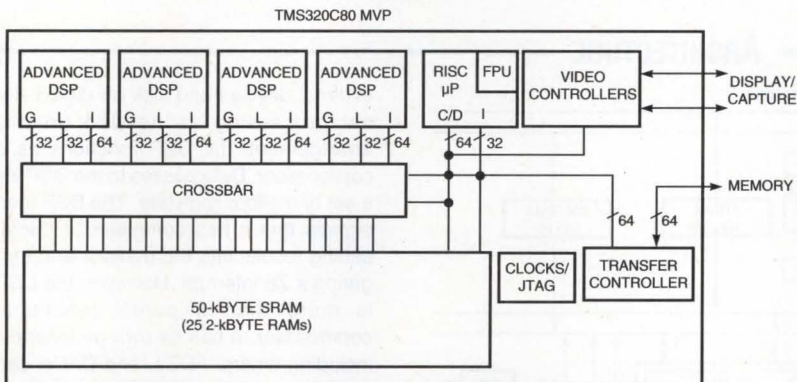 TMS320C80 MVP
ARCHITECTURE
ADVANCED DSP
ADVANCED DSP
ADVANCED DSP
ADVANCED DSP
RISC µP
FPU
VIDEO CONTROLLERS
DISPLAY/
CAPTURE
G L I
G L I
G L I
G L I
C/D I
32 32 64
32 32 64
32 32 64
32 32 64
64 32
CROSSBAR
MEMORY
64
64
CLOCKS/
JTAG
TRANSFER
CONTROLLER
50-kBYTE SRAM
(25 2-kBYTE RAMs)